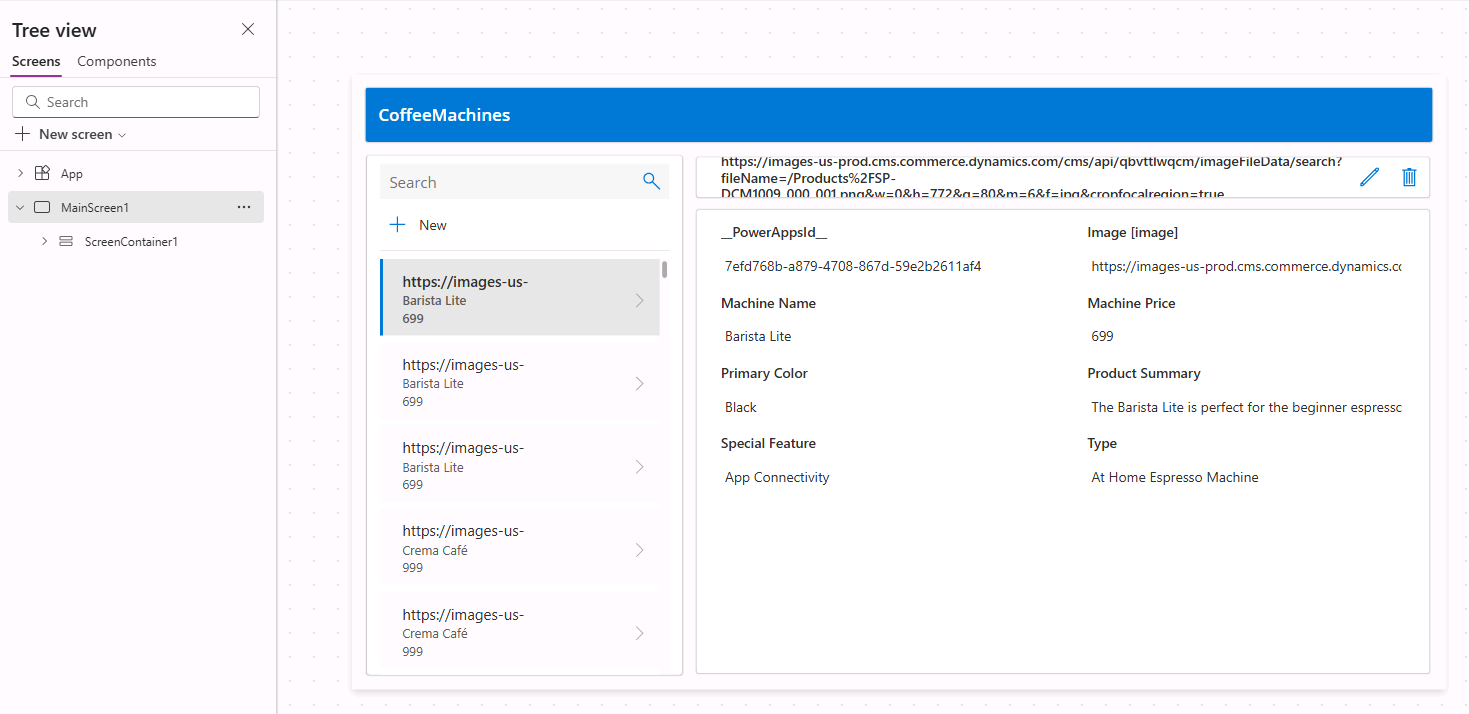 Tree view
Screens Components
Search
New screen
App
MainScreen1
ScreenContainer1
CoffeeMachines
Search
New
https://images-us-
Barista Lite
699
https://images-us-
Barista Lite
699
https://images-us-
Barista Lite
699
https://images-us-
Crema Café
999
https://images-us-
Crema Café
999
https://images-us-prod.cms.commerce.dynamics.com/cms/api/qbvttlwqcm/imageFileData/search?
fileName=/Products%2FSP-
DCM1009_000_001.png&w=0&h=772&q=80&m=6&f=jpg&cropfocalregion=true
__PowerAppsId__ Image [image]
7efd768b-a879-4708-867d-59e2b2611af4 https://images-us-prod.cms.commerce.dynamics.cc
Machine Name Machine Price
Barista Lite 699
Primary Color Product Summary
Black The Barista Lite is perfect for the beginner espressc
Special Feature Type
App Connectivity At Home Espresso Machine